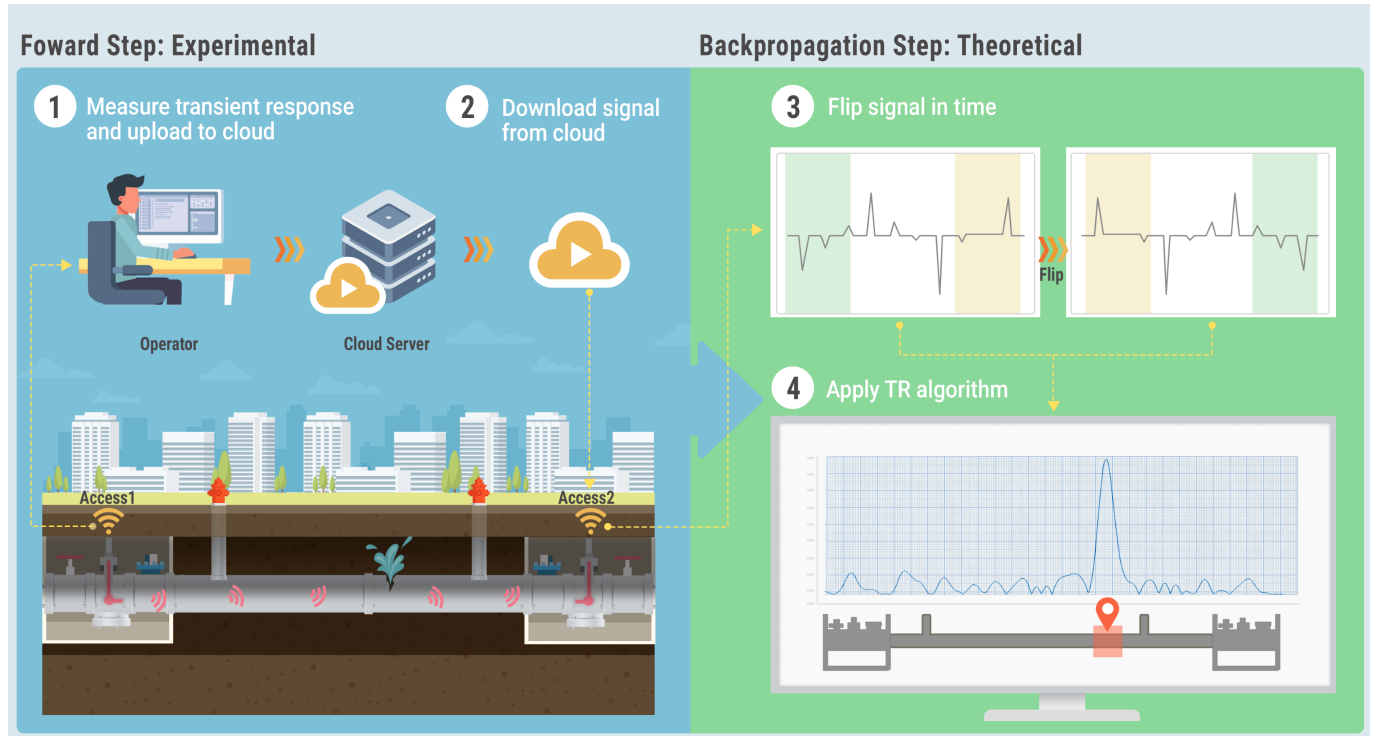 Foward Step: Experimental
Backpropagation Step: Theoretical
1
Measure transient response
and upload to cloud
2
Download signal
from cloud
3
Flip signal in time
Flip
Operator
Cloud Server
4
Apply TR algorithm
Access1
Access2